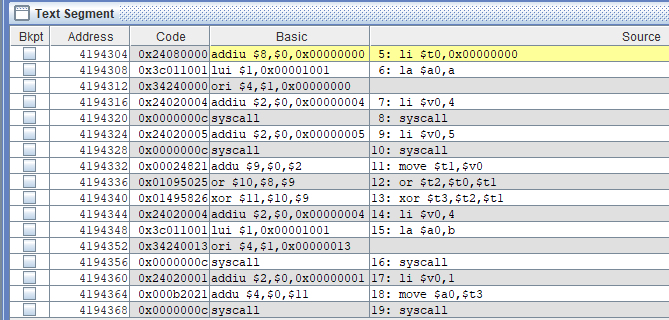 Text Segment
Bkpt Address Code Basic Source
4194304 0x24080000 addiu $8,$0,0x00000000 5: li $t0,0x00000000
4194308 0x3c011001 lui $1,0x00001001 6: la $a0,a
4194312 0x34240000 ori $4,$1,0x00000000
4194316 0x24020004 addiu $2,$0,0x00000004 7: li $v0,4
4194320 0x0000000c syscall 8: syscall
4194324 0x24020005 addiu $2,$0,0x00000005 9: li $v0,5
4194328 0x0000000c syscall 10: syscall
4194332 0x00024821 addu $9,$0,$2 11: move $t1,$v0
4194336 0x01095025 or $10,$8,$9 12: or $t2,$t0,$t1
4194340 0x01495826 xor $11,$10,$9 13: xor $t3,$t2,$t1
4194344 0x24020004 addiu $2,$0,0x00000004 14: li $v0,4
4194348 0x3c011001 lui $1,0x00001001 15: la $a0,b
4194352 0x34240013 ori $4,$1,0x00000013
4194356 0x0000000c syscall 16: syscall
4194360 0x24020001 addiu $2,$0,0x00000001 17: li $v0,1
4194364 0x000b2021 addu $4,$0,$11 18: move $a0,$t3
4194368 0x0000000c syscall 19: syscall